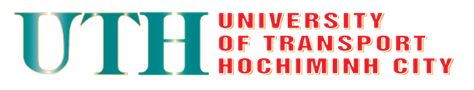 UTH
UNIVERSITY
OF TRANSPORT
HOCHIMINH CITY